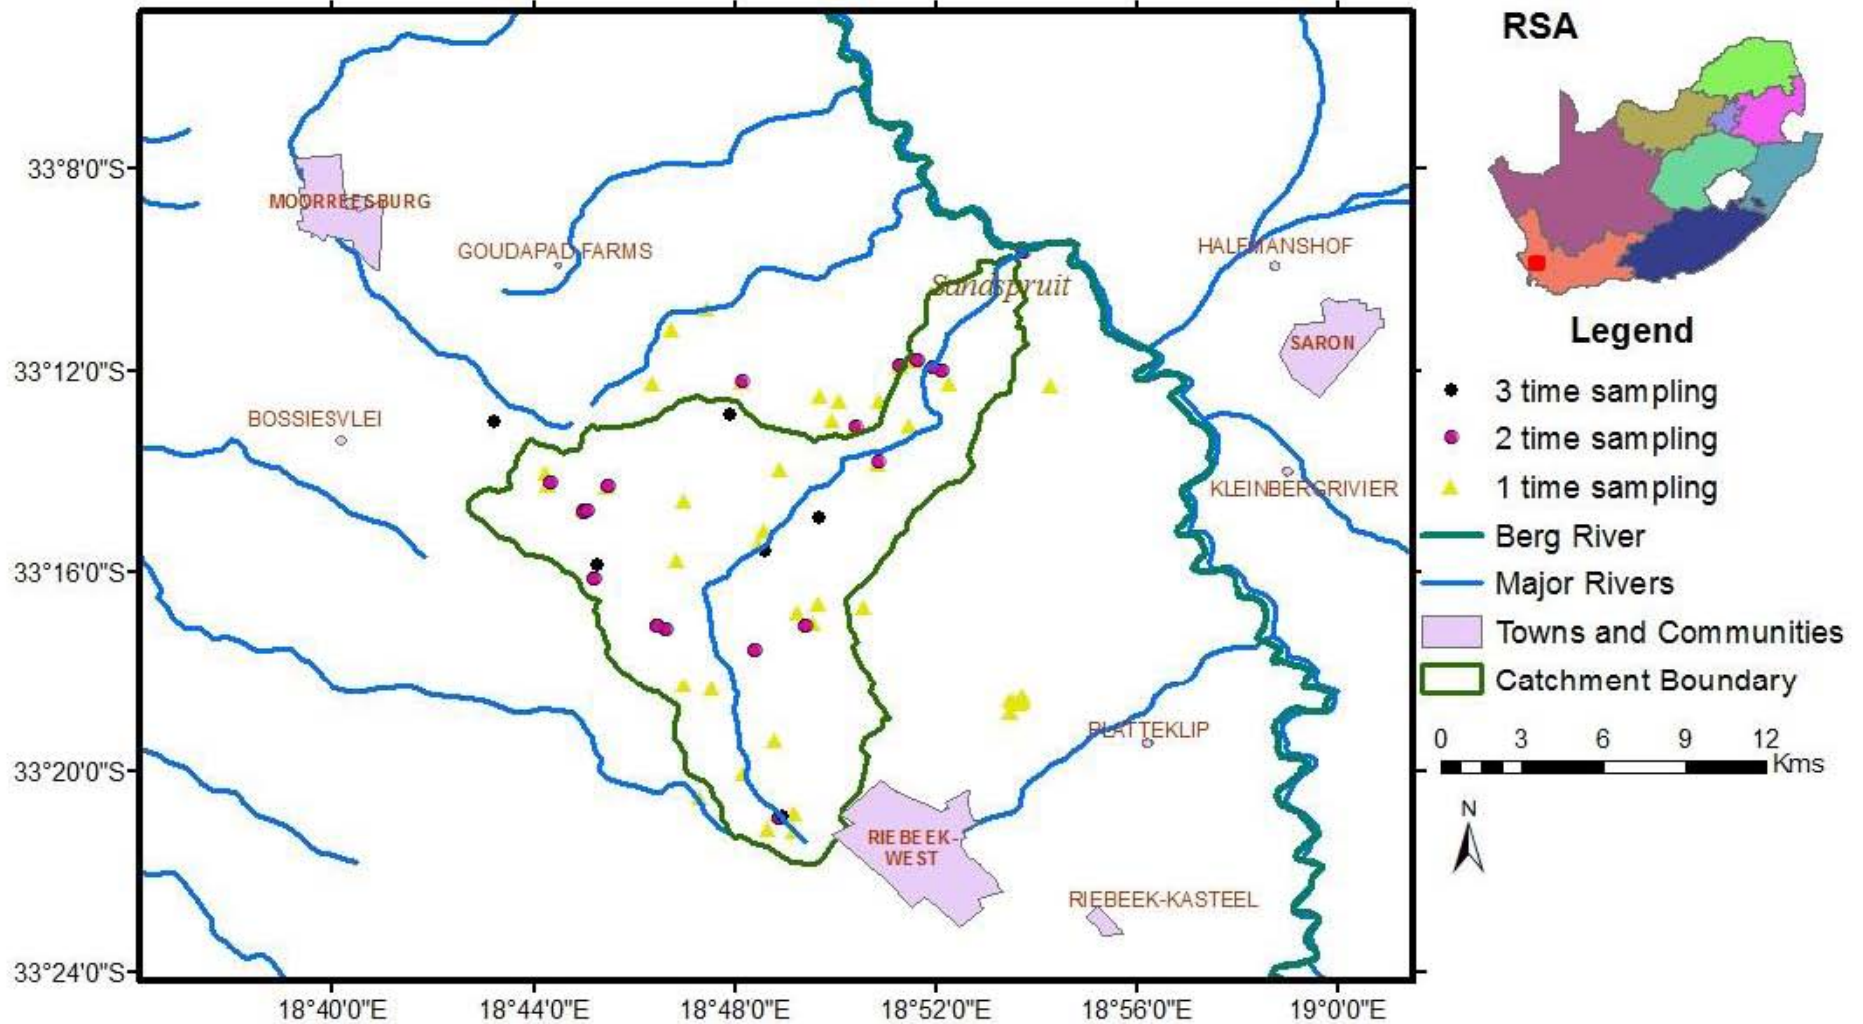 RSA
33°8'0"S
MOORREESBURG
GOUDAPAD FARMS
HALFMANSHOF
Sandspruit
SARON
Legend
33°12'0"S
3 time sampling
BOSSIESVLEI
2 time sampling
KLEINBERGRIVIER
1 time sampling
Berg River
33°16'0"S
Major Rivers
Towns and Communities
Catchment Boundary
PLATTEKLIP
0 3 6 9 12
Kms
33°20'0"S
N
RIEBEEK-
WEST
RIEBEEK-KASTEEL
33°24'0"S
18°40'0"E 18°44'0"E 18°48'0"E 18°52'0"E 18°56'0"E 19°0'0"E